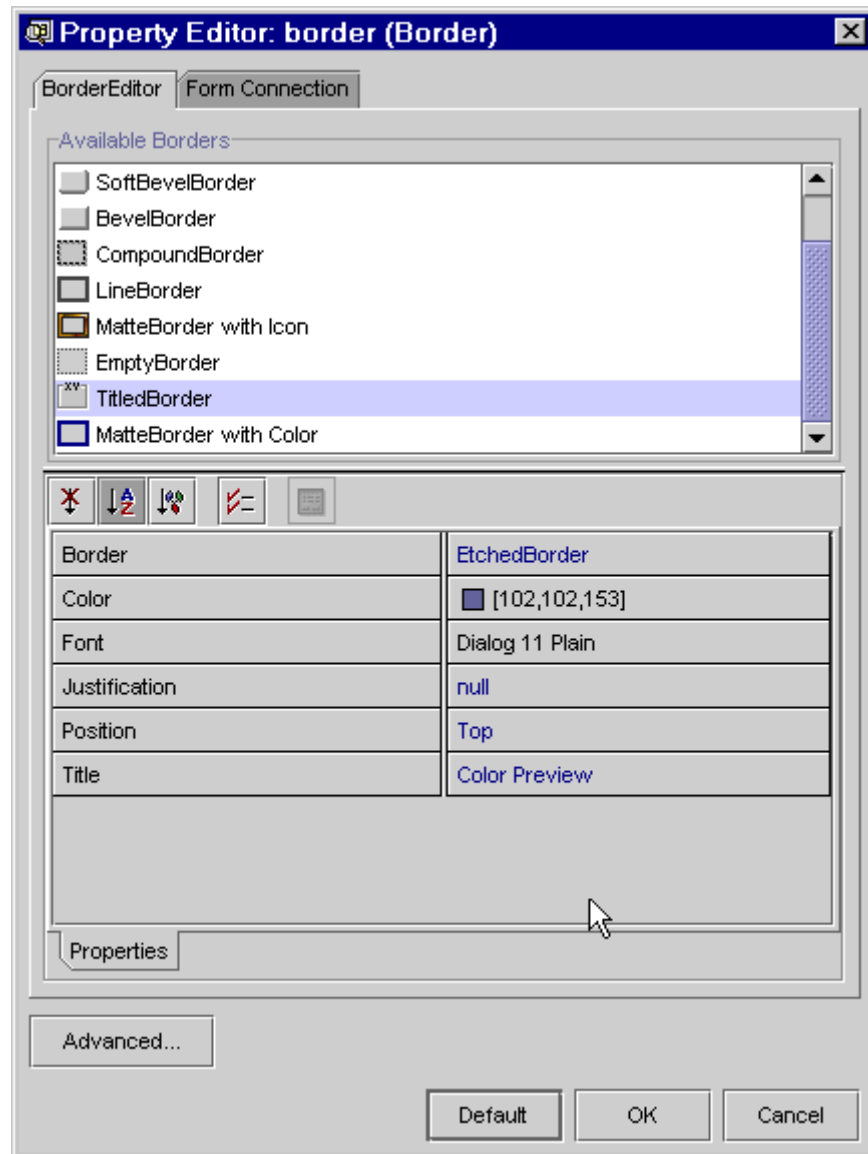 Property Editor: border (Border)
BorderEditor Form Connection
Available Borders
SoftBevelBorder
BevelBorder
CompoundBorder
LineBorder
MatteBorder with Icon
EmptyBorder
XY TitledBorder
MatteBorder with Color
A
Z
Border EtchedBorder
Color [102,102,153]
Font Dialog 11 Plain
Justification null
Position Top
Title Color Preview
Properties
Advanced...
Default OK Cancel